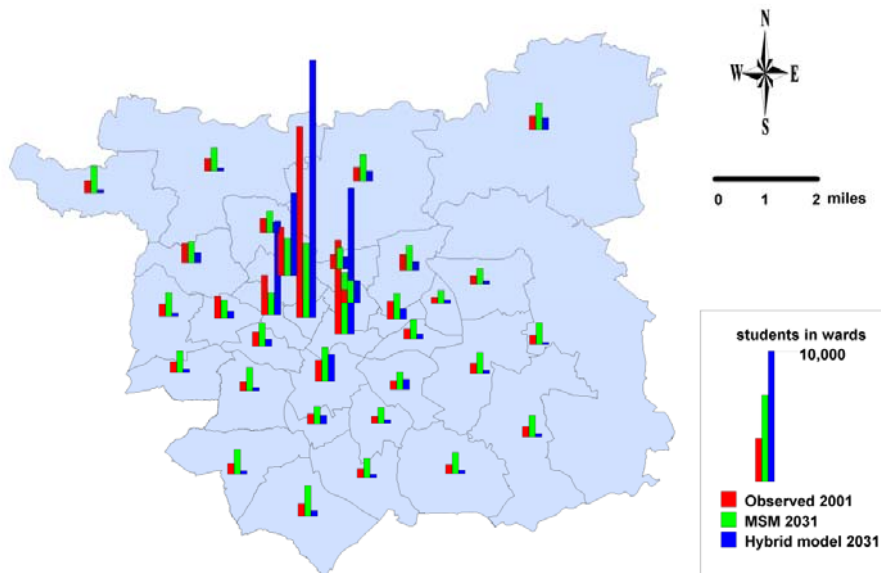 N
W E
S
0 1 2 miles
students in wards
10,000
Observed 2001
MSM 2031
Hybrid model 2031